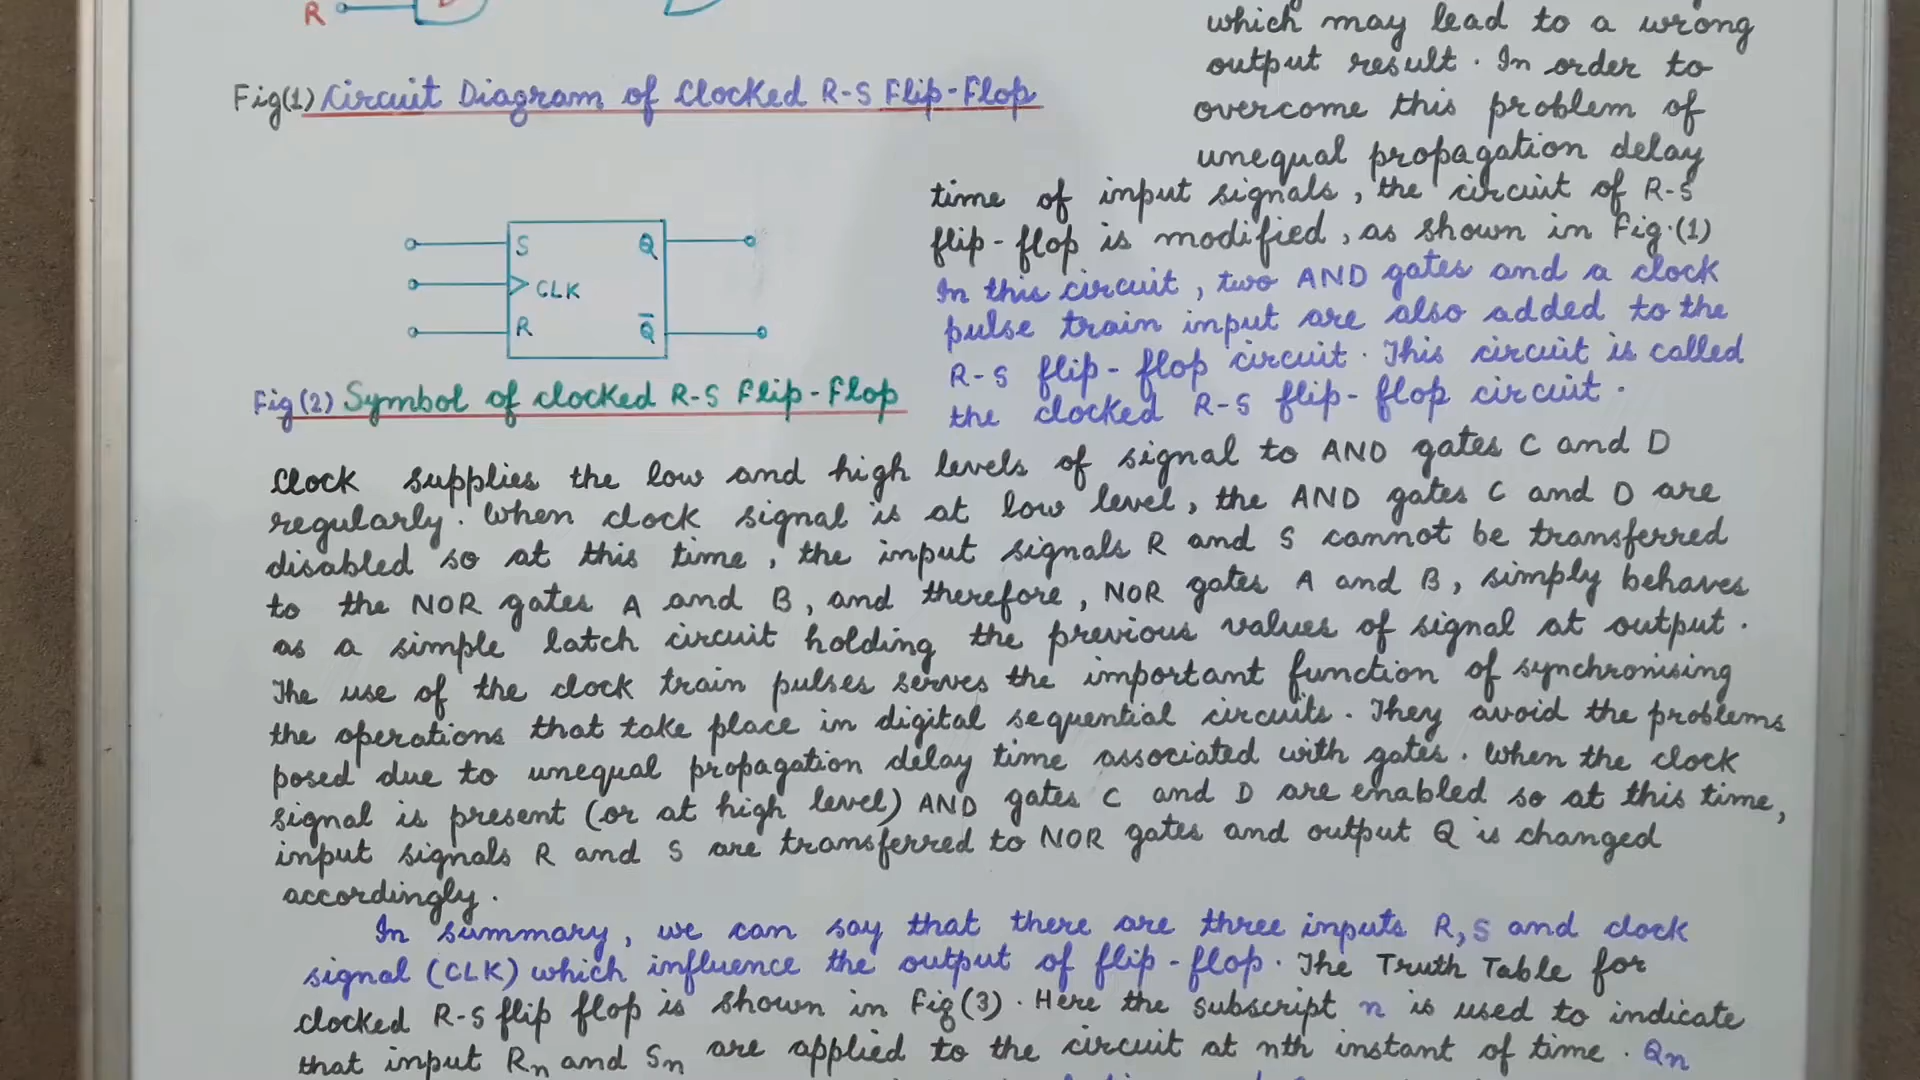 R
which may lead to a wrong
output result. In order to
overcome this problem of
unequal propagation delay
Fig(1) Circuit Diagram of Clocked R-S Flip-Flop
time of input signals, the circuit of R-S
flip-flop is modified, as shown in Fig.(1)
In this circuit, two AND gates and a clock
pulse train input are also added to the
R-S flip-flop circuit. This circuit is called
the clocked R-S flip-flop circuit.
S Q
CLK
R Q̅
Fig(2) Symbol of clocked R-S Flip-Flop
Clock supplies the low and high levels of signal to AND gates C and D
regularly. When clock signal is at low level, the AND gates C and D are
disabled so at this time, the input signals R and S cannot be transferred
to the NOR gates A and B, and therefore, NOR gates A and B, simply behaves
as a simple latch circuit holding the previous values of signal at output.
The use of the clock train pulses serves the important function of synchronising
the operations that take place in digital sequential circuits. They avoid the problems
posed due to unequal propagation delay time associated with gates. When the clock
signal is present (or at high level) AND gates C and D are enabled so at this time,
input signals R and S are transferred to NOR gates and output Q is changed
accordingly.
In summary, we can say that there are three inputs R, S and clock
signal (CLK) which influence the output of flip-flop. The Truth Table for
clocked R-S flip flop is shown in Fig(3). Here the subscript n is used to indicate
that input Rn and Sn are applied to the circuit at nth instant of time. Qn